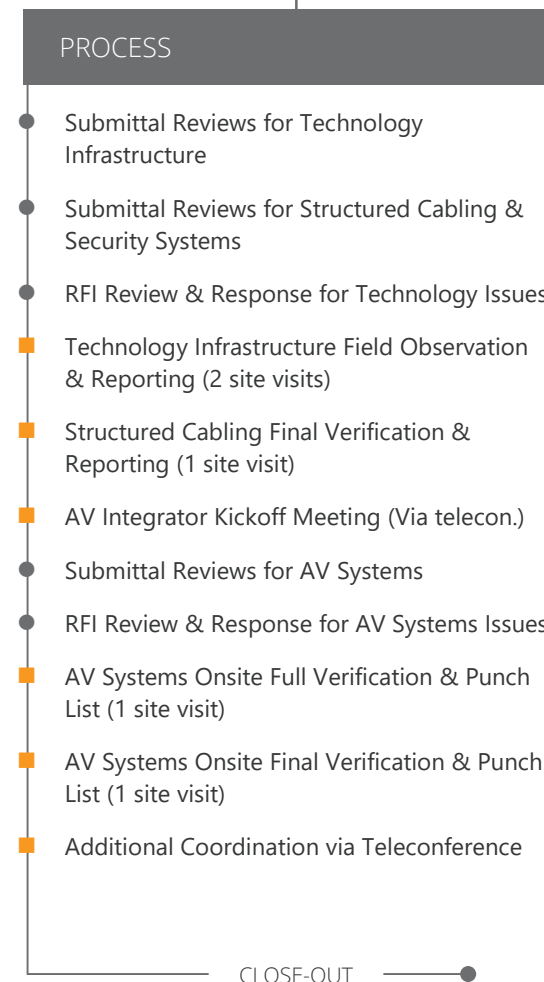 PROCESS
Submittal Reviews for Technology
Infrastructure
Submittal Reviews for Structured Cabling &
Security Systems
RFI Review & Response for Technology Issues
Technology Infrastructure Field Observation
& Reporting (2 site visits)
Structured Cabling Final Verification &
Reporting (1 site visit)
AV Integrator Kickoff Meeting (Via telecon.)
Submittal Reviews for AV Systems
RFI Review & Response for AV Systems Issues
AV Systems Onsite Full Verification & Punch
List (1 site visit)
AV Systems Onsite Final Verification & Punch
List (1 site visit)
Additional Coordination via Teleconference
CLOSE-OUT